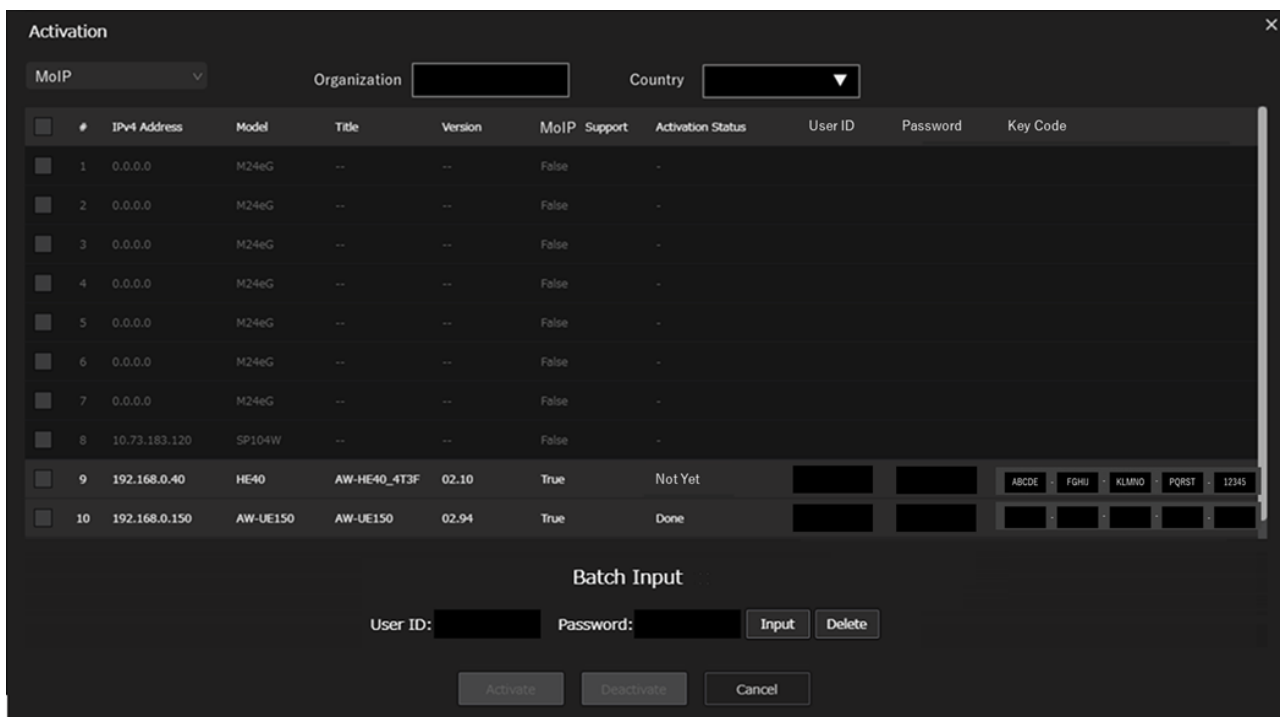 Activation
MoIP Organization Country
# IPv4 Address Model Title Version MoIP Support Activation Status User ID Password Key Code
1 0.0.0.0 M24eG -- -- False -
2 0.0.0.0 M24eG -- -- False -
3 0.0.0.0 M24eG -- -- False -
4 0.0.0.0 M24eG -- -- False -
5 0.0.0.0 M24eG -- -- False -
6 0.0.0.0 M24eG -- -- False -
7 0.0.0.0 M24eG -- -- False -
8 10.73.183.120 SP104W -- -- False -
9 192.168.0.40 HE40 AW-HE40_4T3F 02.10 True Not Yet ABCDE - FGHIJ - KLMNO - PQRST - 12345
10 192.168.0.150 AW-UE150 AW-UE150 02.94 True Done - - - -
Batch Input
User ID: Password: Input Delete
Activate Deactivate Cancel